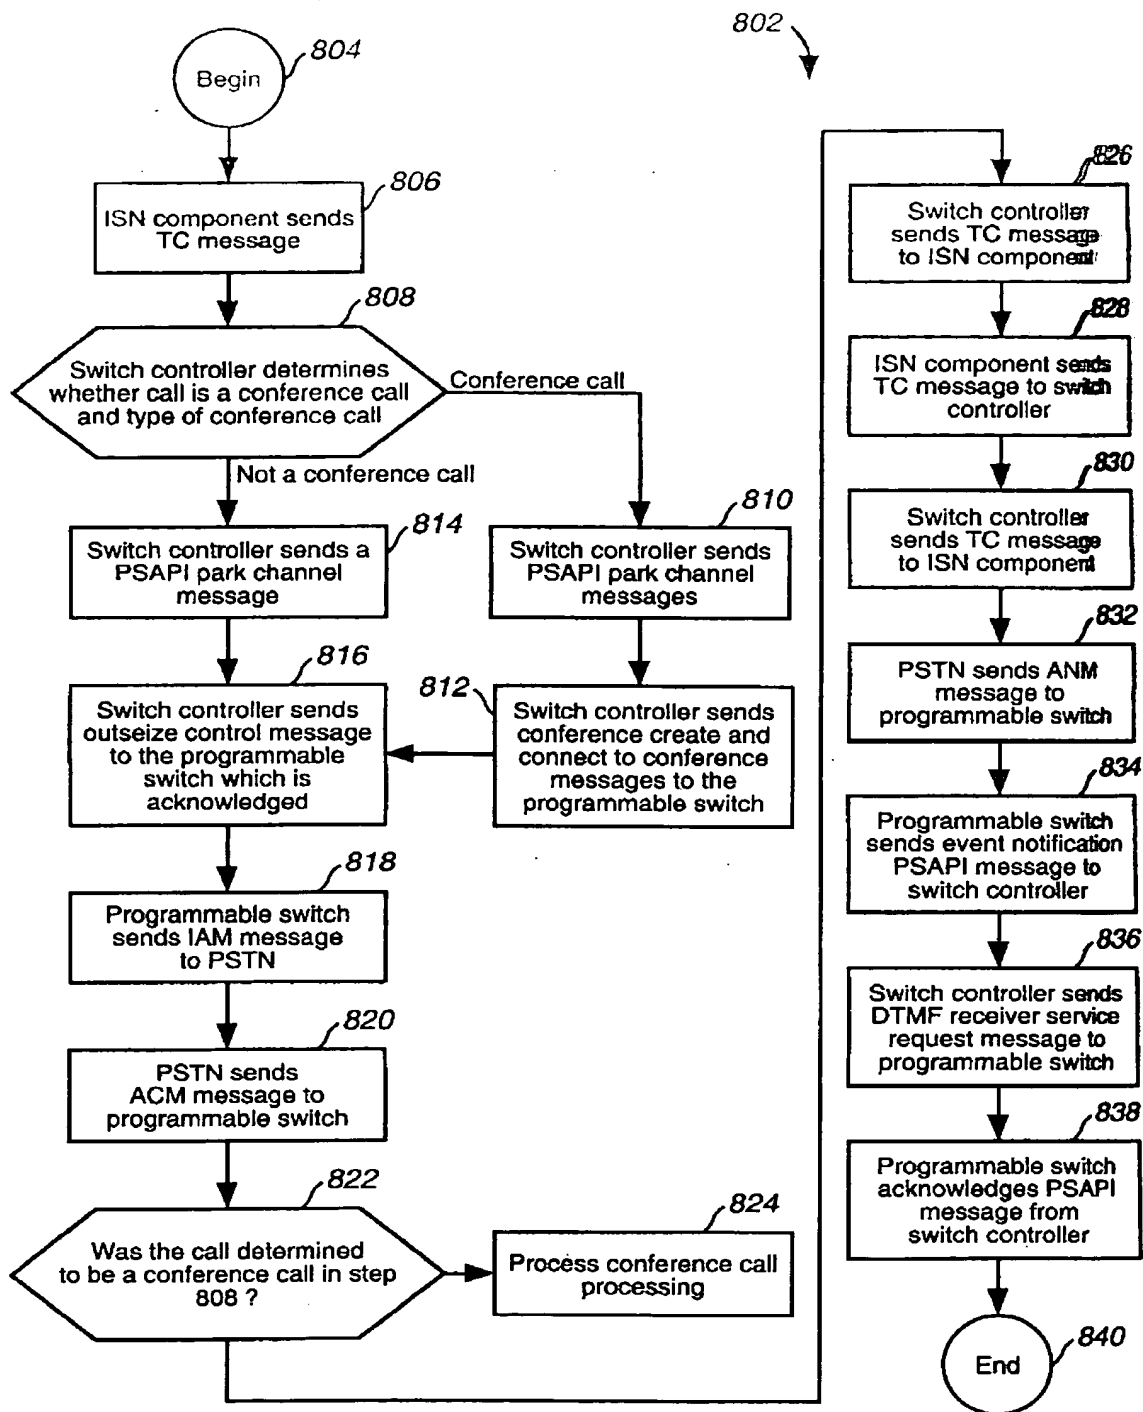 802
804
Begin
806
ISN component sends
TC message
808
Switch controller determines
whether call is a conference call
and type of conference call
Conference call
Not a conference call
814
Switch controller sends a
PSAPI park channel
message
810
Switch controller sends
PSAPI park channel
messages
816
Switch controller sends
outseize control message
to the programmable
switch which is
acknowledged
812
Switch controller sends
conference create and
connect to conference
messages to the
programmable switch
818
Programmable switch
sends IAM message
to PSTN
820
PSTN sends
ACM message to
programmable switch
822
Was the call determined
to be a conference call in step
808 ?
824
Process conference call
processing
826
Switch controller
sends TC message
to ISN component
828
ISN component sends
TC message to switch
controller
830
Switch controller
sends TC message
to ISN component
832
PSTN sends ANM
message to
programmable switch
834
Programmable switch
sends event notification
PSAPI message to
switch controller
836
Switch controller sends
DTMF receiver service
request message to
programmable switch
838
Programmable switch
acknowledges PSAPI
message from
switch controller
840
End